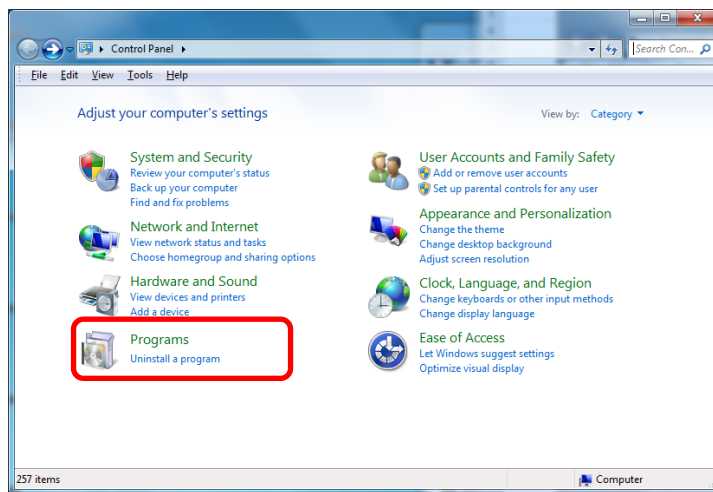 Control Panel
Search Con...
File Edit View Tools Help
Adjust your computer's settings
View by: Category
System and Security
Review your computer's status
Back up your computer
Find and fix problems
Network and Internet
View network status and tasks
Choose homegroup and sharing options
Hardware and Sound
View devices and printers
Add a device
Programs
Uninstall a program
User Accounts and Family Safety
Add or remove user accounts
Set up parental controls for any user
Appearance and Personalization
Change the theme
Change desktop background
Adjust screen resolution
Clock, Language, and Region
Change keyboards or other input methods
Change display language
Ease of Access
Let Windows suggest settings
Optimize visual display
257 items
Computer